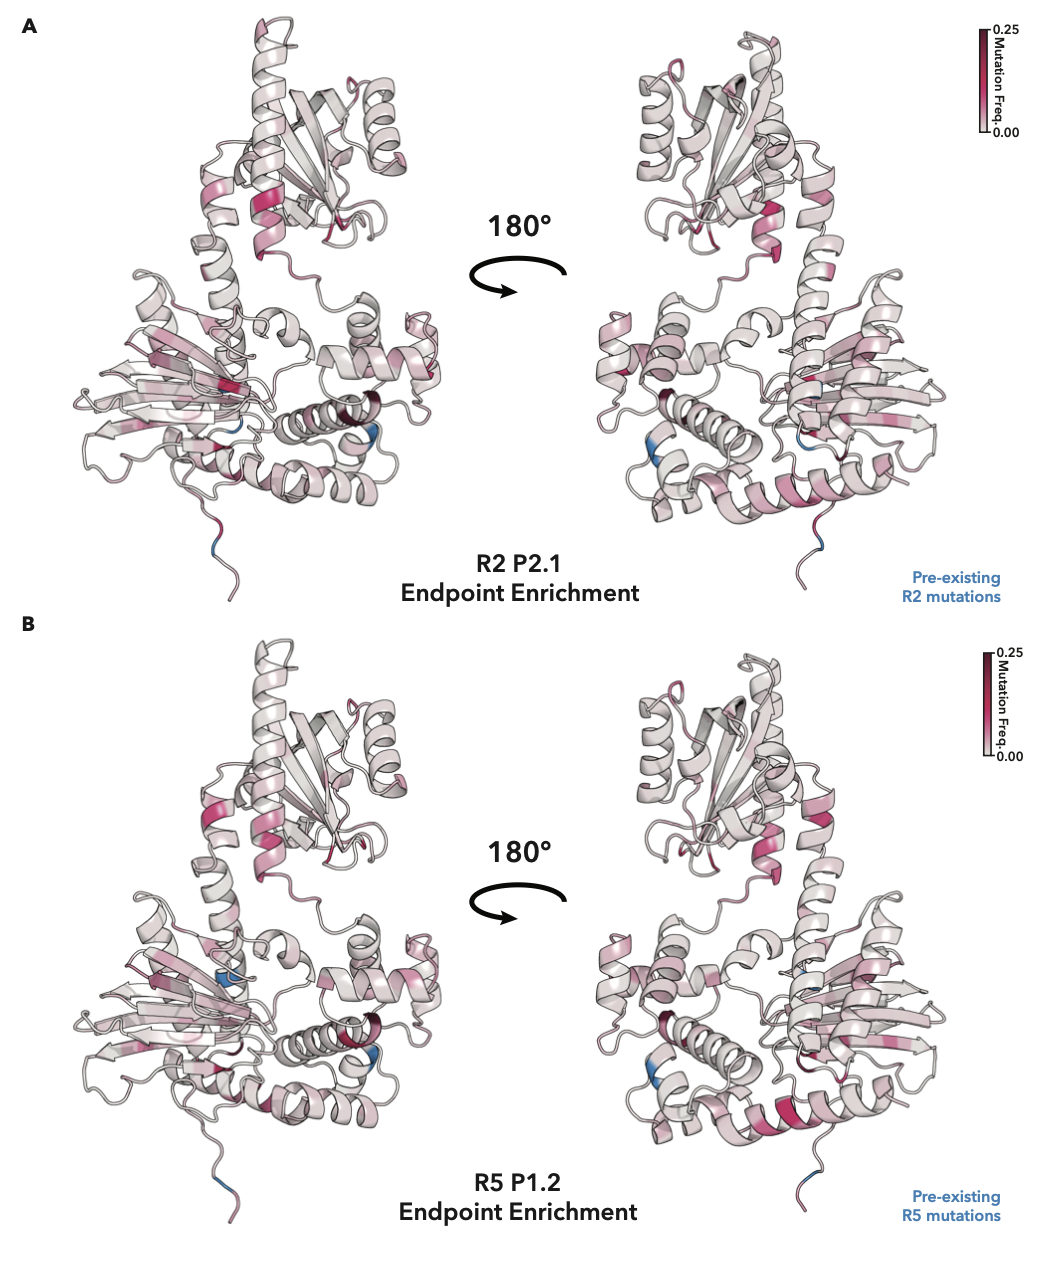 A
0.25
Mutation Freq.
0.00
180°
R2 P2.1
Endpoint Enrichment
Pre-existing
R2 mutations
B
0.25
Mutation Freq.
0.00
180°
R5 P1.2
Endpoint Enrichment
Pre-existing
R5 mutations